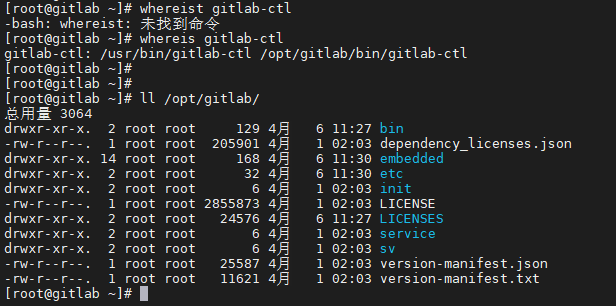 [root@gitlab ~]# whereist gitlab-ctl
-bash: whereist: 未找到命令
[root@gitlab ~]# whereis gitlab-ctl
gitlab-ctl: /usr/bin/gitlab-ctl /opt/gitlab/bin/gitlab-ctl
[root@gitlab ~]#
[root@gitlab ~]#
[root@gitlab ~]# ll /opt/gitlab/
总用量 3064
drwxr-xr-x.  2 root root     129 4月   6 11:27 bin
-rw-r--r--.  1 root root  205901 4月   1 02:03 dependency_licenses.json
drwxr-xr-x. 14 root root     168 4月   6 11:30 embedded
drwxr-xr-x.  2 root root      32 4月   6 11:30 etc
drwxr-xr-x.  2 root root       6 4月   1 02:03 init
-rw-r--r--.  1 root root 2855873 4月   1 02:03 LICENSE
drwxr-xr-x.  2 root root   24576 4月   6 11:27 LICENSES
drwxr-xr-x.  2 root root       6 4月   1 02:03 service
drwxr-xr-x.  2 root root       6 4月   1 02:03 sv
-rw-r--r--.  1 root root   25587 4月   1 02:03 version-manifest.json
-rw-r--r--.  1 root root   11621 4月   1 02:03 version-manifest.txt
[root@gitlab ~]#